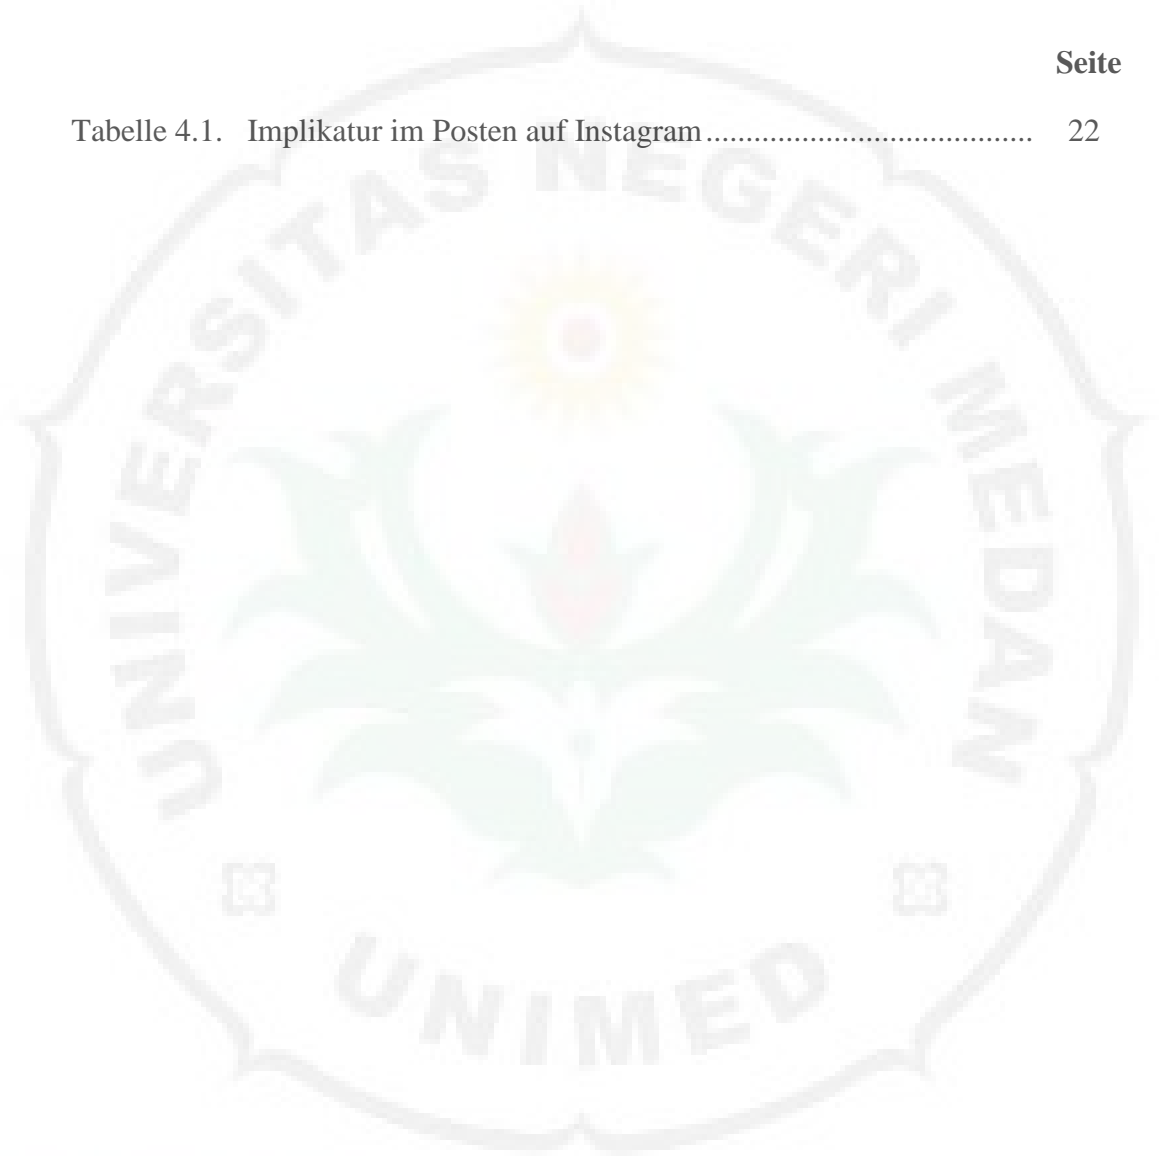 Seite
Tabelle 4.1. Implikatur im Posten auf Instagram......................................... 22
UNIVERSITAS NEGERI MEDAN
UNIMED